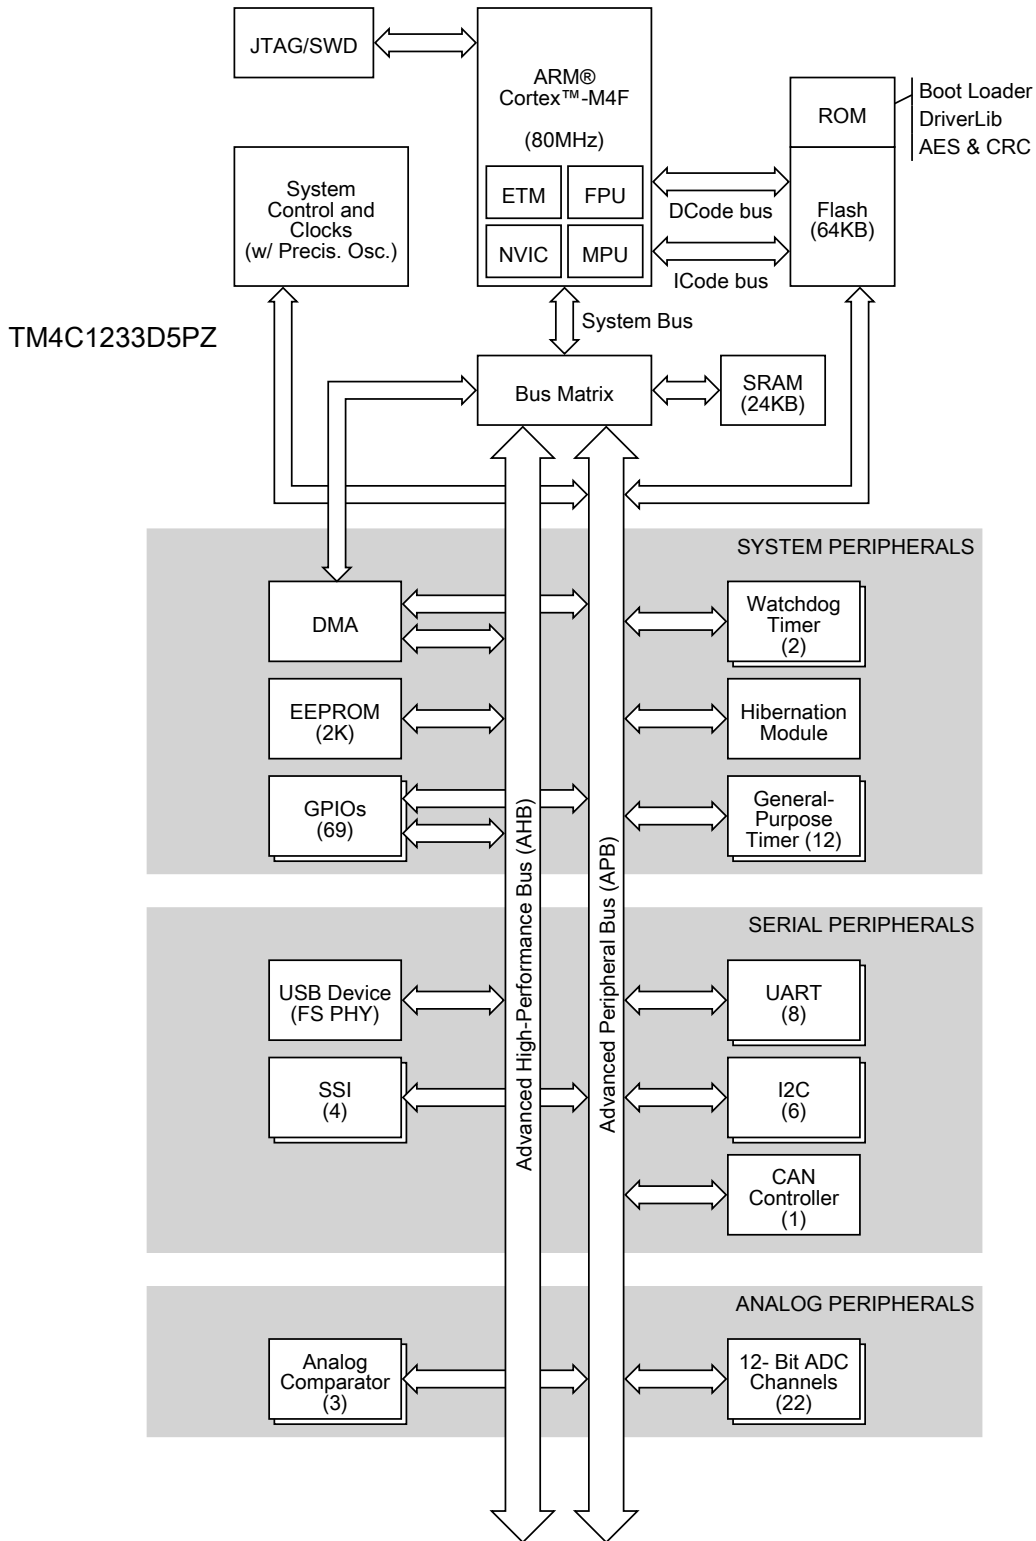 JTAG/SWD
ARM®
Cortex™-M4F
(80MHz)
ETM
FPU
NVIC
MPU
ROM
Boot Loader
DriverLib
AES & CRC
Flash
(64KB)
DCode bus
ICode bus
System
Control and
Clocks
(w/ Precis. Osc.)
TM4C1233D5PZ
System Bus
Bus Matrix
SRAM
(24KB)
SYSTEM PERIPHERALS
DMA
Watchdog
Timer
(2)
EEPROM
(2K)
Hibernation
Module
GPIOs
(69)
General-
Purpose
Timer (12)
Advanced High-Performance Bus (AHB)
Advanced Peripheral Bus (APB)
SERIAL PERIPHERALS
USB Device
(FS PHY)
UART
(8)
SSI
(4)
I2C
(6)
CAN
Controller
(1)
ANALOG PERIPHERALS
Analog
Comparator
(3)
12- Bit ADC
Channels
(22)